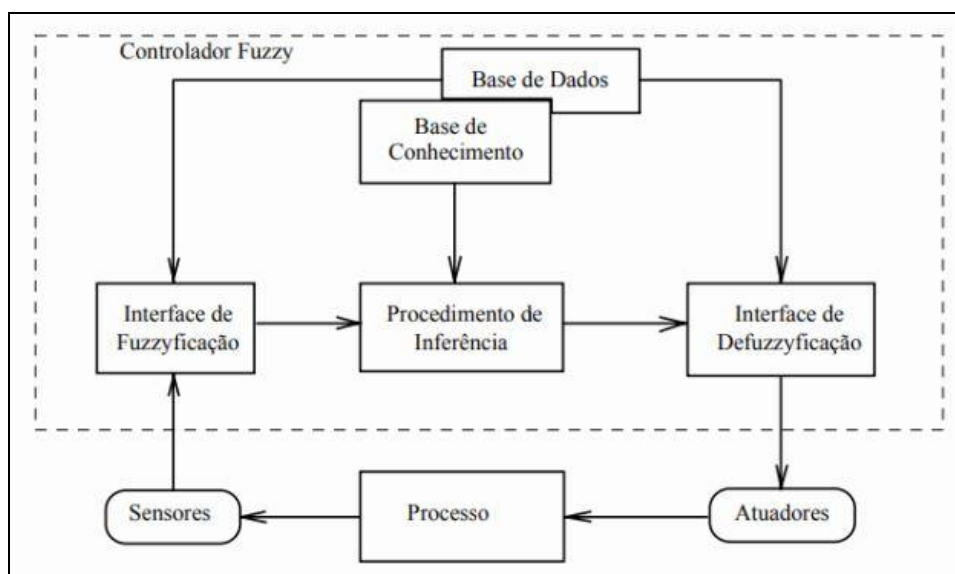 Controlador Fuzzy
Base de Dados
Base de
Conhecimento
Interface de
Fuzzyficação
Procedimento de
Inferência
Interface de
Defuzzyficação
Sensores
Processo
Atuadores